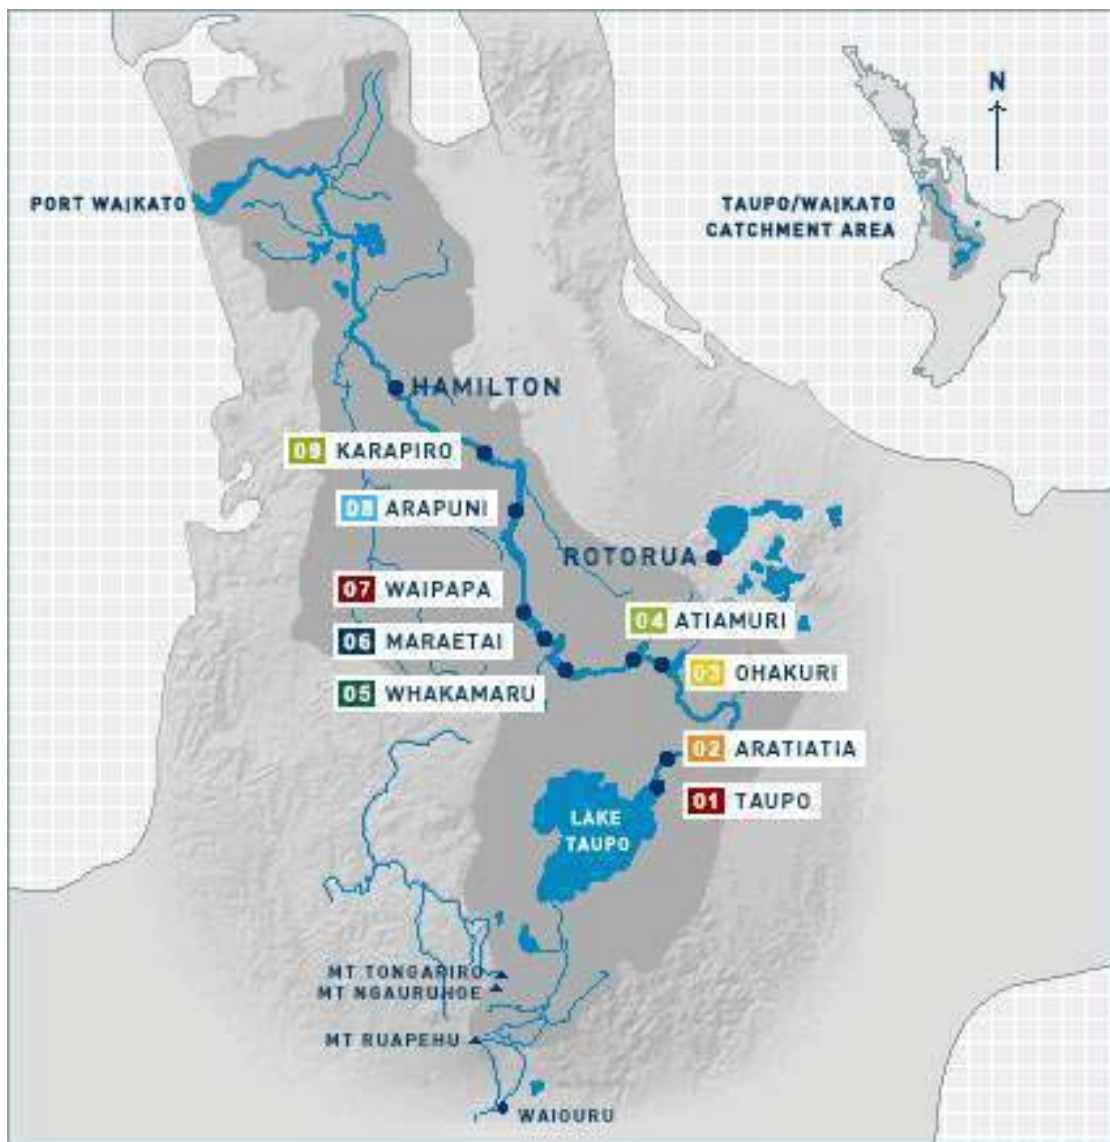 N
PORT WAIKATO
TAUPO/WAIKATO
CATCHMENT AREA
HAMILTON
09 KARAPIRO
08 ARAPUNI
ROTORUA
07 WAIPAPA
04 ATIAMURI
06 MARAETAI
03 OHAKURI
05 WHAKAMARU
02 ARATIATIA
01 TAUPO
LAKE
TAUPO
MT TONGARIRO
MT NGAURUHOE
MT RUAPEHU
WAIOURU